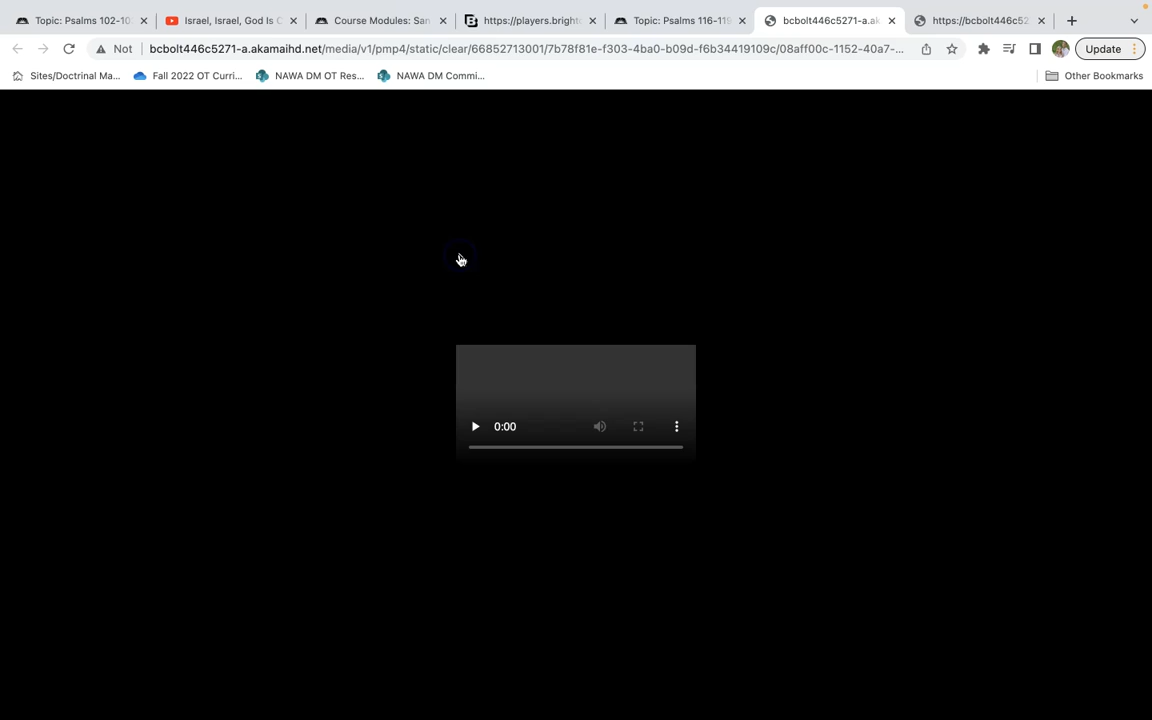 Topic: Psalms 102-10
Israel, Israel, God Is C
Course Modules: San
https://players.bright
Topic: Psalms 116-119
bcbolt446c5271-a.ak
https://bcbolt446c52
Not
bcbolt446c5271-a.akamaihd.net/media/v1/pmp4/static/clear/66852713001/7b78f81e-f303-4ba0-b09d-f6b34419109c/08aff00c-1152-40a7-...
Update
Sites/Doctrinal Ma...
Fall 2022 OT Curri...
NAWA DM OT Res...
NAWA DM Commi...
Other Bookmarks
0:00